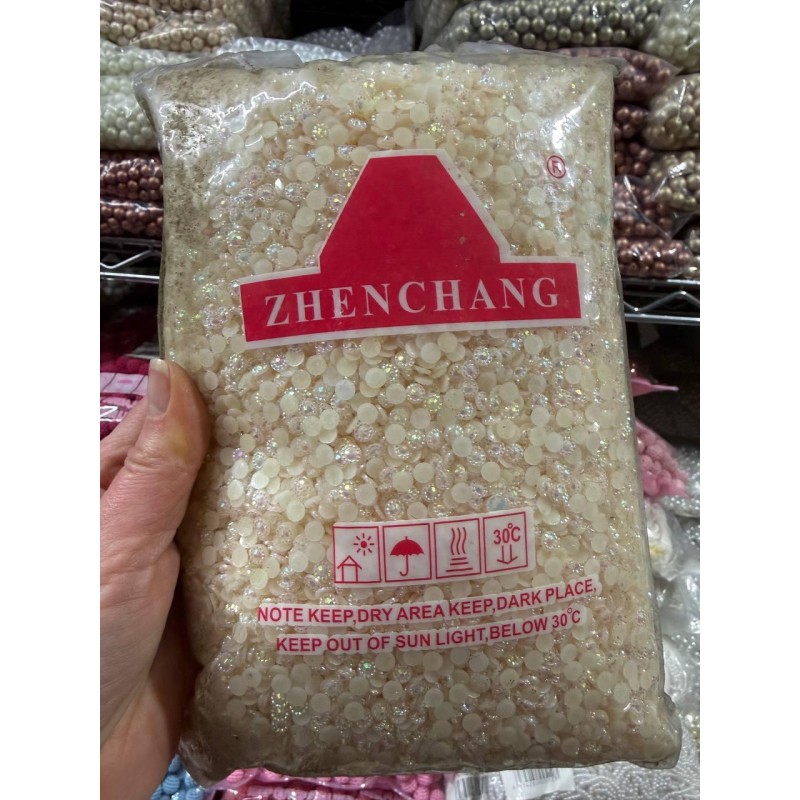 ®
ZHENCHANG
30℃
NOTE KEEP,DRY AREA KEEP,DARK PLACE,
KEEP OUT OF SUN LIGHT,BELOW 30℃